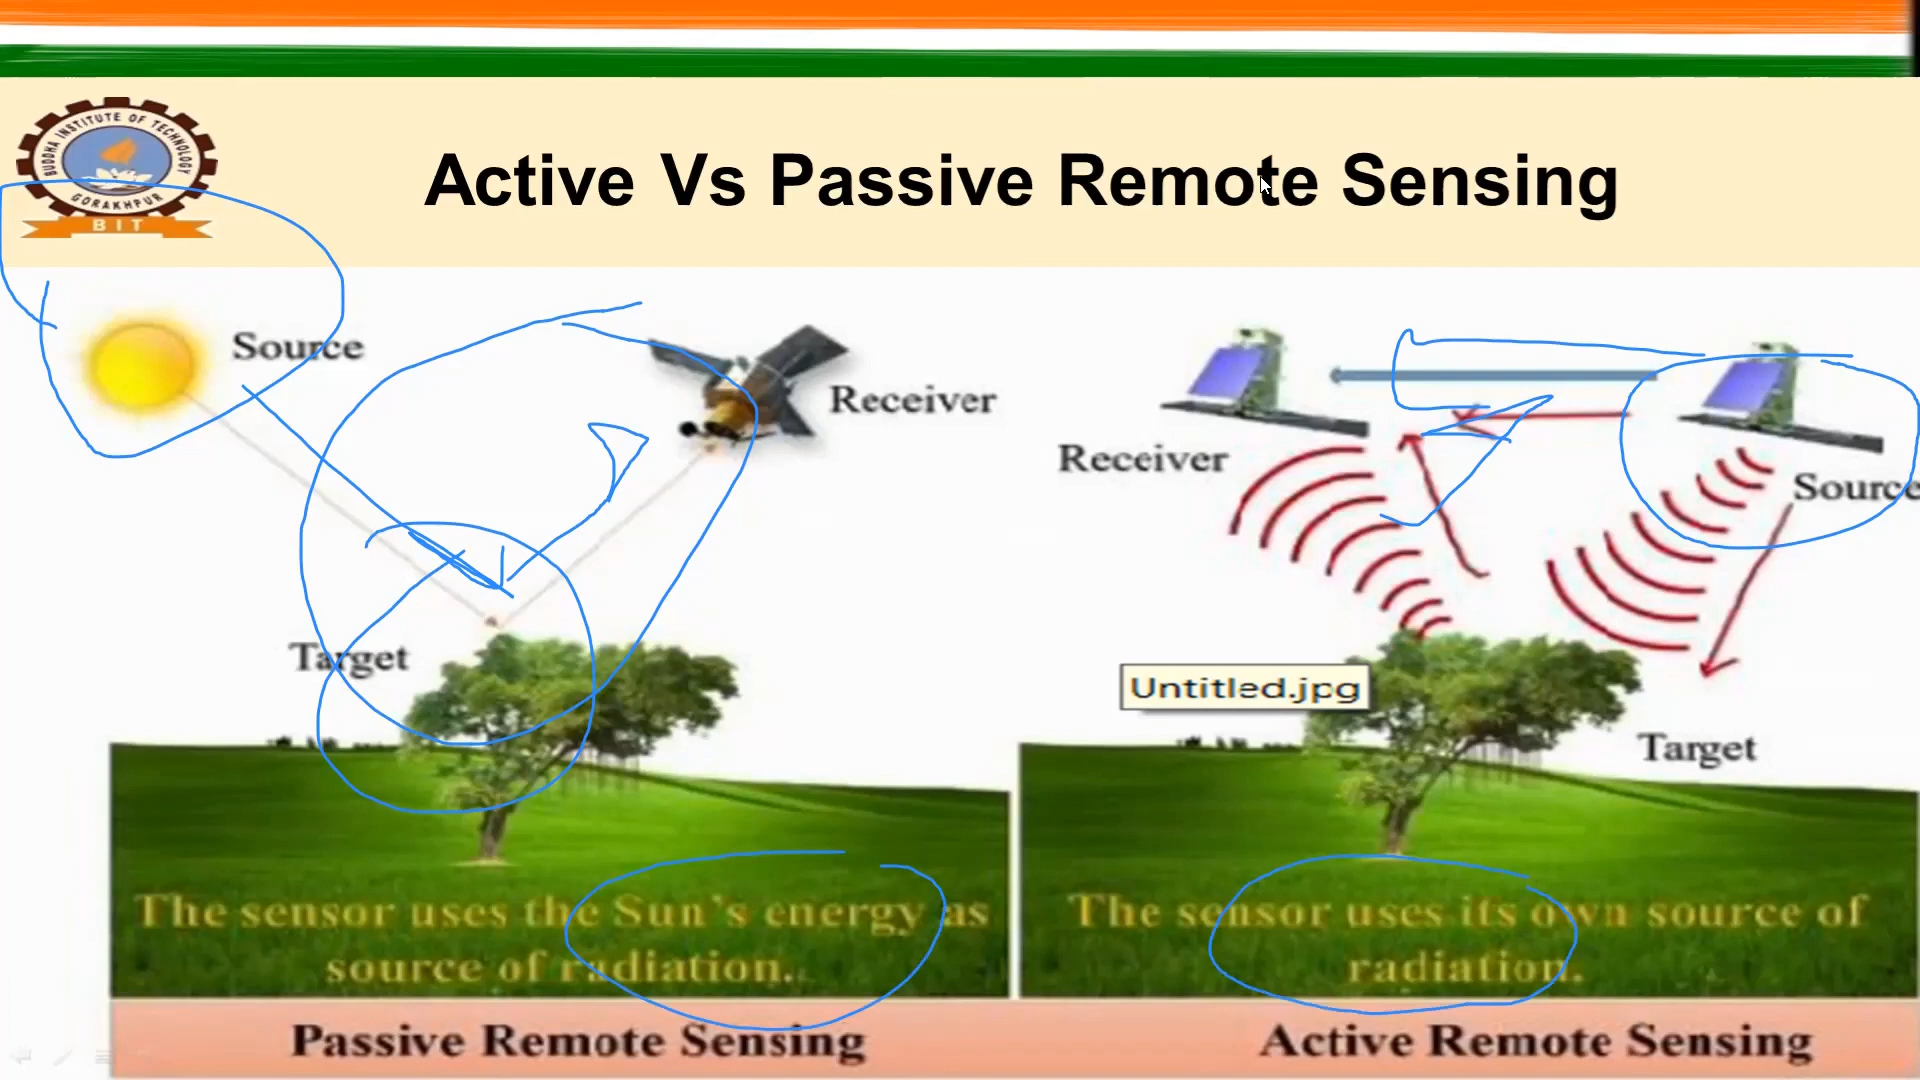 BUDDHA INSTITUTE OF TECHNOLOGY
GORAKHPUR
BIT
Active Vs Passive Remote Sensing
Source
Receiver
Target
The sensor uses the Sun's energy as
source of radiation.
Passive Remote Sensing
Receiver
Source
Untitled.jpg
Target
The sensor uses its own source of
radiation.
Active Remote Sensing